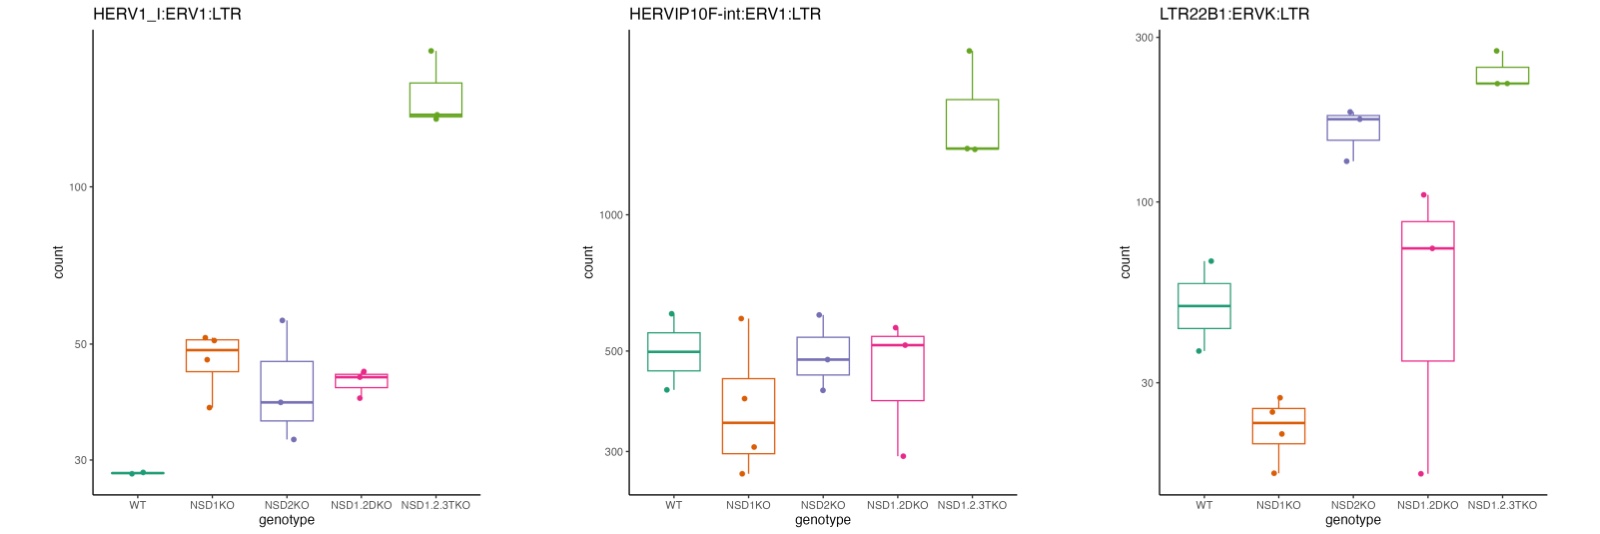 HERV1_I:ERV1:LTR
count
100
50
30
WT NSD1KO NSD2KO NSD1.2DKO NSD1.2.3TKO
genotype
HERVIP10F-int:ERV1:LTR
count
1000
500
300
WT NSD1KO NSD2KO NSD1.2DKO NSD1.2.3TKO
genotype
LTR22B1:ERVK:LTR
count
300
100
30
WT NSD1KO NSD2KO NSD1.2DKO NSD1.2.3TKO
genotype